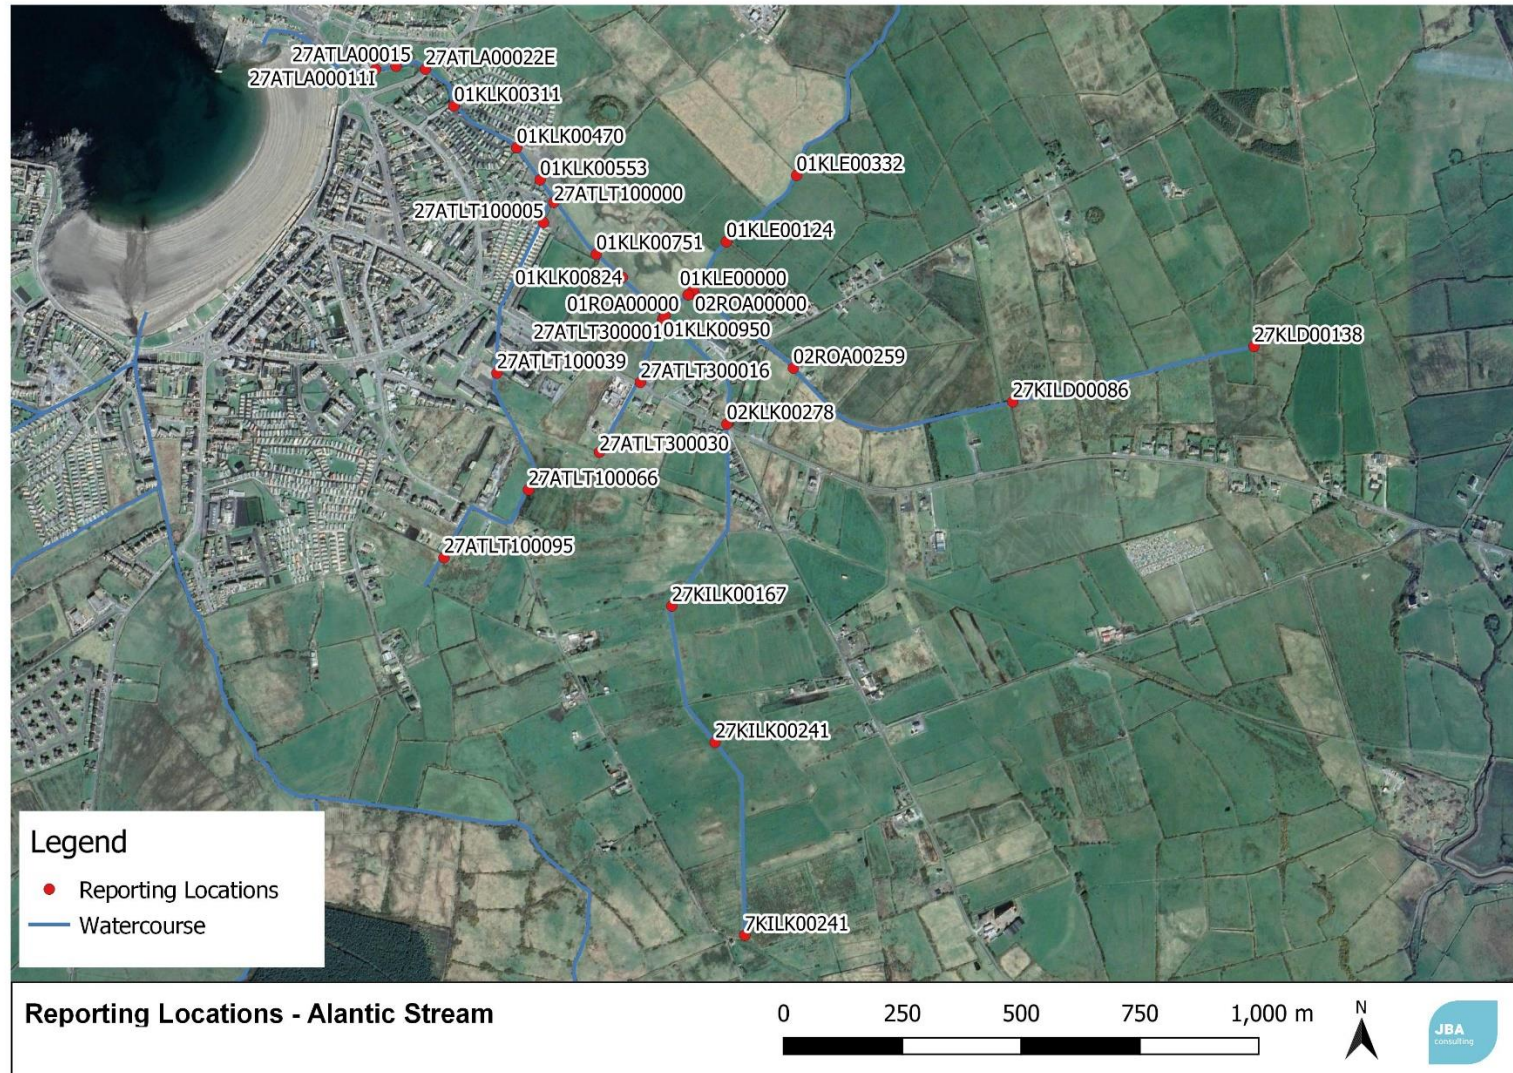 27ATLA00015
27ATLA00022E
27ATLA00011I
01KLK00311
01KLK00470
01KLK00553
01KLE00332
27ATLT100000
27ATLT100005
01KLK00751
01KLE00124
01KLK00824
01KLE00000
01ROA00000
02ROA00000
27ATLT300001
01KLK00950
27KLD00138
27ATLT100039
27ATLT300016
02ROA00259
27KILD00086
02KLK00278
27ATLT300030
27ATLT100066
27ATLT100095
27KILK00167
27KILK00241
7KILK00241
Legend
Reporting Locations
Watercourse
Reporting Locations - Alantic Stream
0 250 500 750 1,000 m
N
JBA
consulting